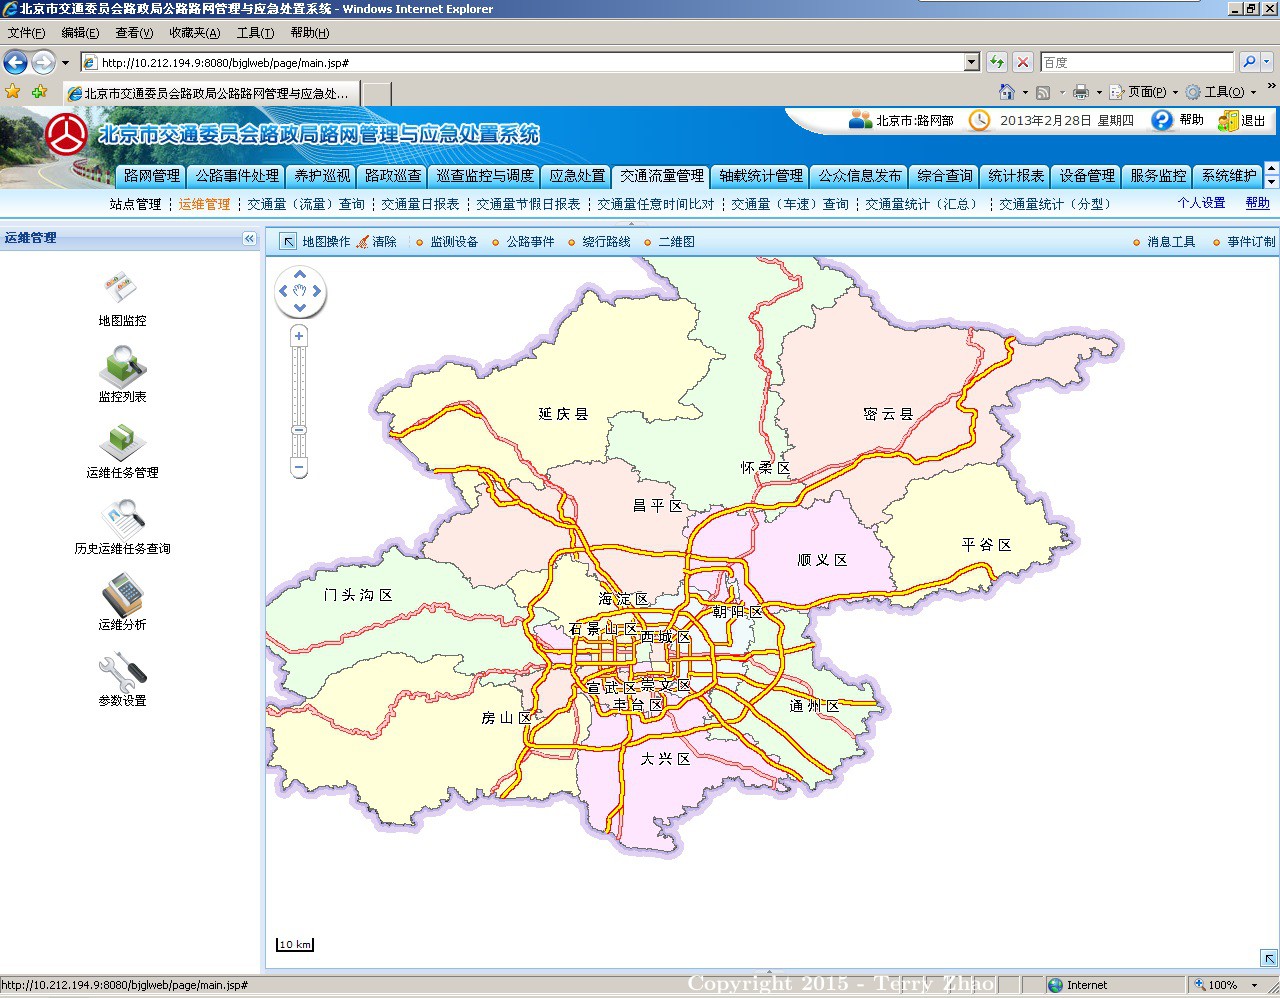 北京市交通委员会路政局公路路网管理与应急处置系统 - Windows Internet Explorer
文件(F) 编辑(E) 查看(V) 收藏夹(A) 工具(T) 帮助(H)
http://10.212.194.9:8080/bjglweb/page/main.jsp# 百度
北京市交通委员会路政局公路路网管理与应急处... 页面(P) 工具(O)
北京市交通委员会路政局路网管理与应急处置系统 北京市:路网部 2013年2月28日 星期四 帮助 退出
路网管理 公路事件处理 养护巡视 路政巡查 巡查监控与调度 应急处置 交通流量管理 轴载统计管理 公众信息发布 综合查询 统计报表 设备管理 服务监控 系统维护
站点管理 运维管理 交通量（流量）查询 交通量日报表 交通量节假日报表 交通量任意时间比对 交通量（车速）查询 交通量统计（汇总） 交通量统计（分型） 个人设置 帮助
运维管理 地图操作 清除 监测设备 公路事件 绕行路线 二维图 消息工具 事件订制
地图监控
监控列表
运维任务管理
历史运维任务查询
运维分析
参数设置
延庆县
密云县
怀柔区
昌平区
平谷区
顺义区
门头沟区
海淀区
朝阳区
石景山区
西城区
宣武区
崇文区
丰台区
通州区
房山区
大兴区
10 km
http://10.212.194.9:8080/bjglweb/page/main.jsp# Internet 100%
Copyright 2015 - Terry Zhao